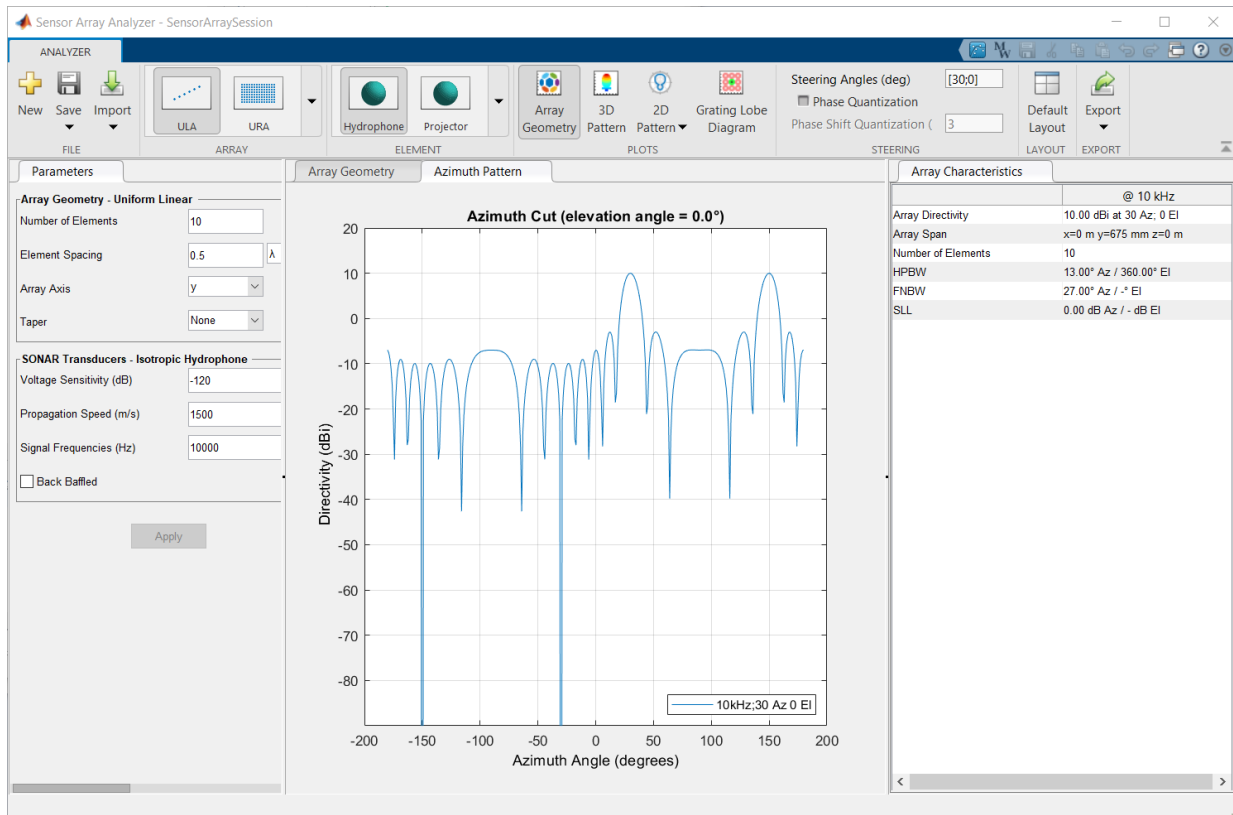 Sensor Array Analyzer - SensorArraySession
ANALYZER
New Save Import
FILE
ULA URA
ARRAY
Hydrophone Projector
ELEMENT
Array Geometry
3D Pattern
2D Pattern
Grating Lobe Diagram
PLOTS
Steering Angles (deg) [30;0]
Phase Quantization
Phase Shift Quantization ( 3
STEERING
Default Layout
LAYOUT
Export
EXPORT
Parameters
Array Geometry - Uniform Linear
Number of Elements 10
Element Spacing 0.5 λ
Array Axis y
Taper None
SONAR Transducers - Isotropic Hydrophone
Voltage Sensitivity (dB) -120
Propagation Speed (m/s) 1500
Signal Frequencies (Hz) 10000
Back Baffled
Apply
Array Geometry Azimuth Pattern
Azimuth Cut (elevation angle = 0.0°)
20
10
0
-10
-20
-30
-40
-50
-60
-70
-80
Directivity (dBi)
10kHz;30 Az 0 El
-200 -150 -100 -50 0 50 100 150 200
Azimuth Angle (degrees)
Array Characteristics
@ 10 kHz
Array Directivity 10.00 dBi at 30 Az; 0 El
Array Span x=0 m y=675 mm z=0 m
Number of Elements 10
HPBW 13.00° Az / 360.00° El
FNBW 27.00° Az / -° El
SLL 0.00 dB Az / - dB El